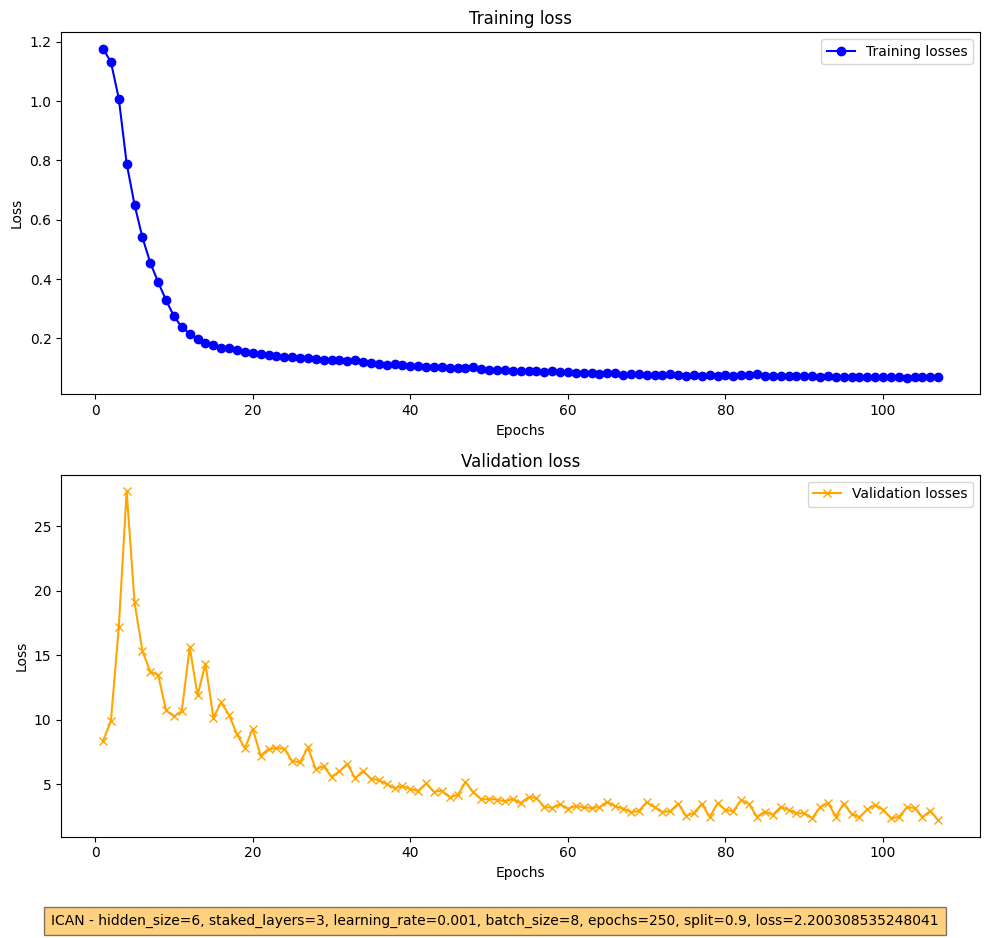 Training loss
Training losses
1.2
1.0
0.8
0.6
0.4
0.2
Loss
0 20 40 60 80 100
Epochs
Validation loss
Validation losses
25
20
15
10
5
Loss
0 20 40 60 80 100
Epochs
ICAN - hidden_size=6, staked_layers=3, learning_rate=0.001, batch_size=8, epochs=250, split=0.9, loss=2.200308535248041